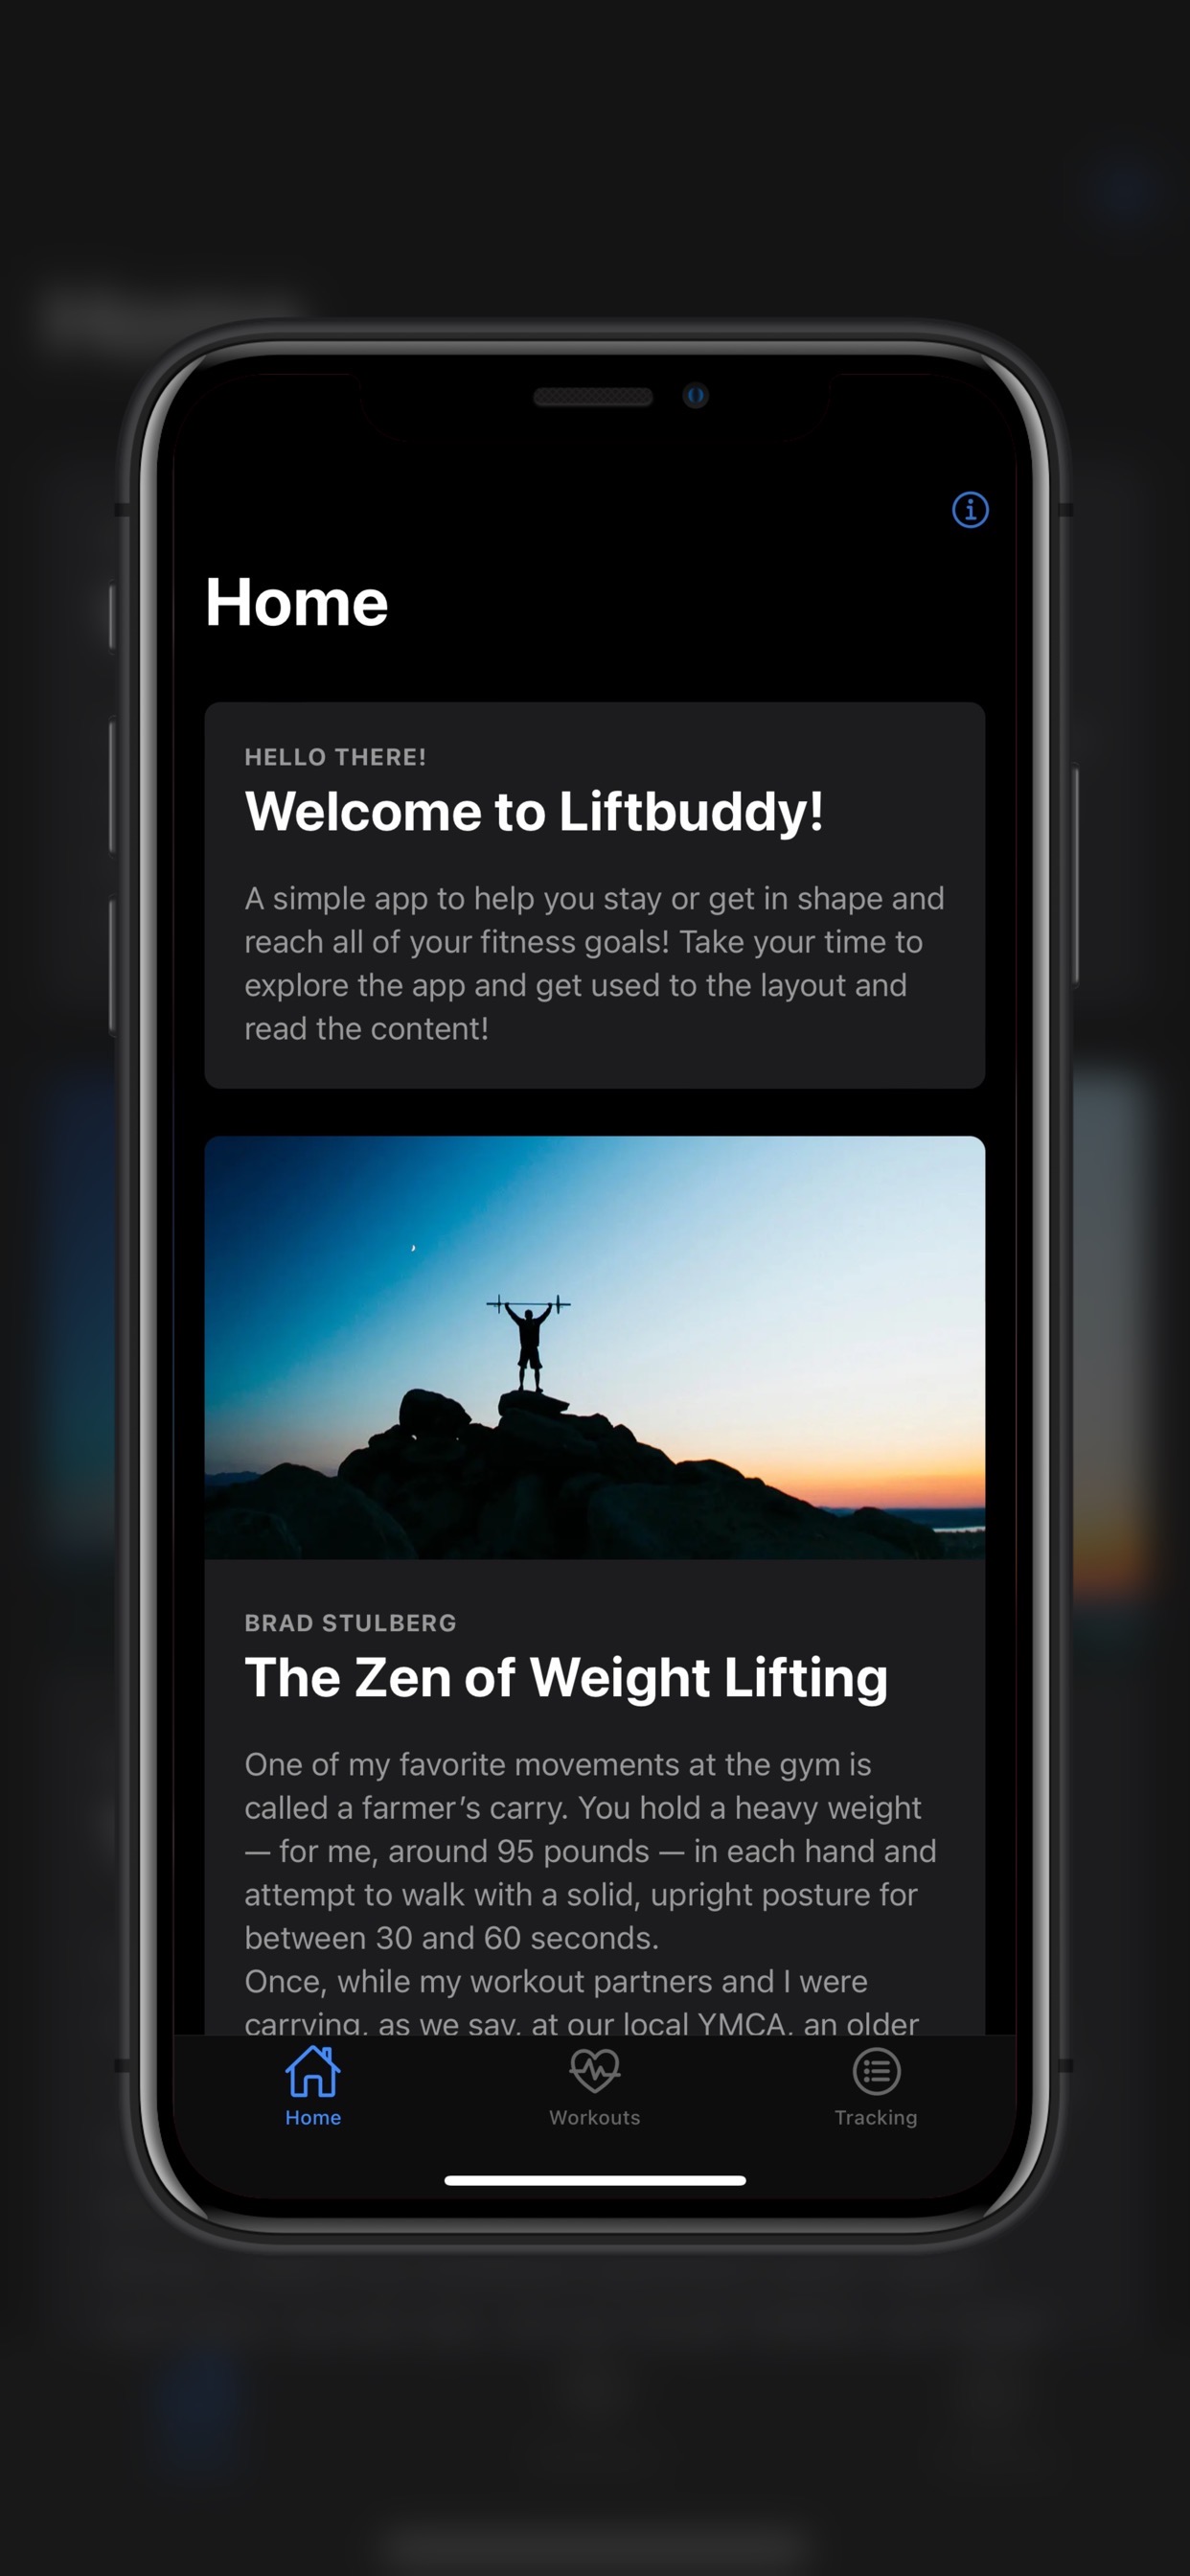 Home
HELLO THERE!
Welcome to Liftbuddy!
A simple app to help you stay or get in shape and
reach all of your fitness goals! Take your time to
explore the app and get used to the layout and
read the content!
BRAD STULBERG
The Zen of Weight Lifting
One of my favorite movements at the gym is
called a farmer’s carry. You hold a heavy weight
— for me, around 95 pounds — in each hand and
attempt to walk with a solid, upright posture for
between 30 and 60 seconds.
Once, while my workout partners and I were
carrying, as we say, at our local YMCA, an older
Home
Workouts
Tracking